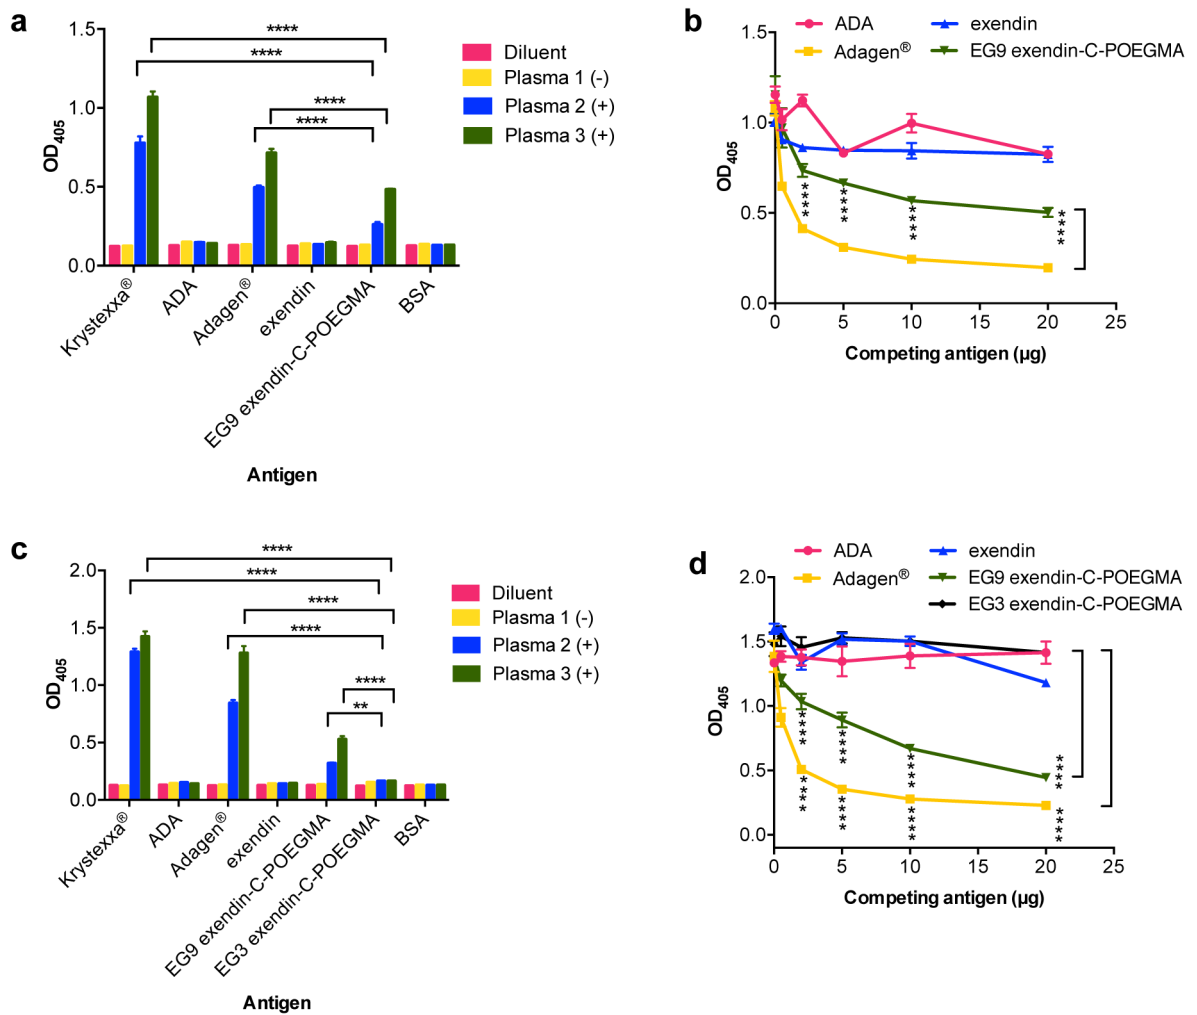 a
1.5
1.0
0.5
0.0
OD405
****
****
****
****
Diluent
Plasma 1 (-)
Plasma 2 (+)
Plasma 3 (+)
Krystexxa®
ADA
Adagen®
exendin
EG9 exendin-C-POEGMA
BSA
Antigen
b
ADA
Adagen®
exendin
EG9 exendin-C-POEGMA
1.5
1.0
0.5
0.0
OD405
****
****
****
****
0 5 10 15 20 25
Competing antigen (µg)
c
2.0
1.5
1.0
0.5
0.0
OD405
****
****
****
****
****
**
Diluent
Plasma 1 (-)
Plasma 2 (+)
Plasma 3 (+)
Krystexxa®
ADA
Adagen®
exendin
EG9 exendin-C-POEGMA
EG3 exendin-C-POEGMA
BSA
Antigen
d
ADA
Adagen®
exendin
EG9 exendin-C-POEGMA
EG3 exendin-C-POEGMA
2.0
1.5
1.0
0.5
0.0
OD405
****
****
****
****
****
****
****
****
0 5 10 15 20 25
Competing antigen (µg)